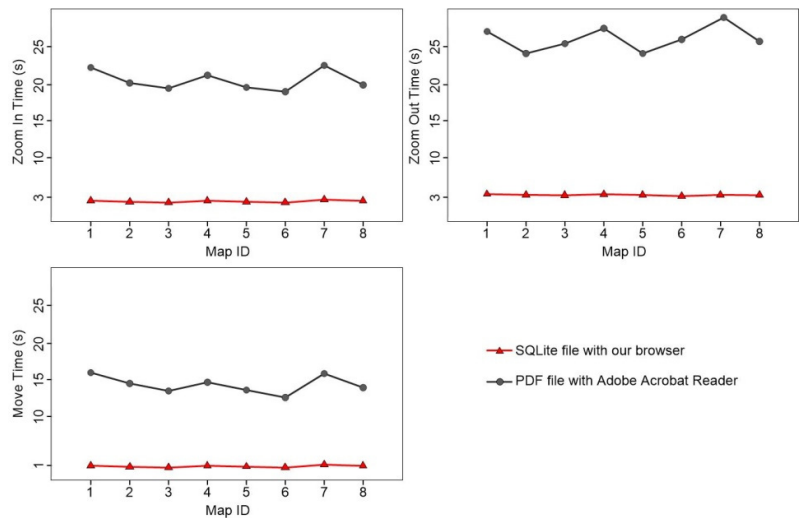 Zoom In Time (s)
25
20
15
10
3
1 2 3 4 5 6 7 8
Map ID
Zoom Out Time (s)
25
20
15
10
3
1 2 3 4 5 6 7 8
Map ID
Move Time (s)
25
20
15
10
1
1 2 3 4 5 6 7 8
Map ID
SQLite file with our browser
PDF file with Adobe Acrobat Reader